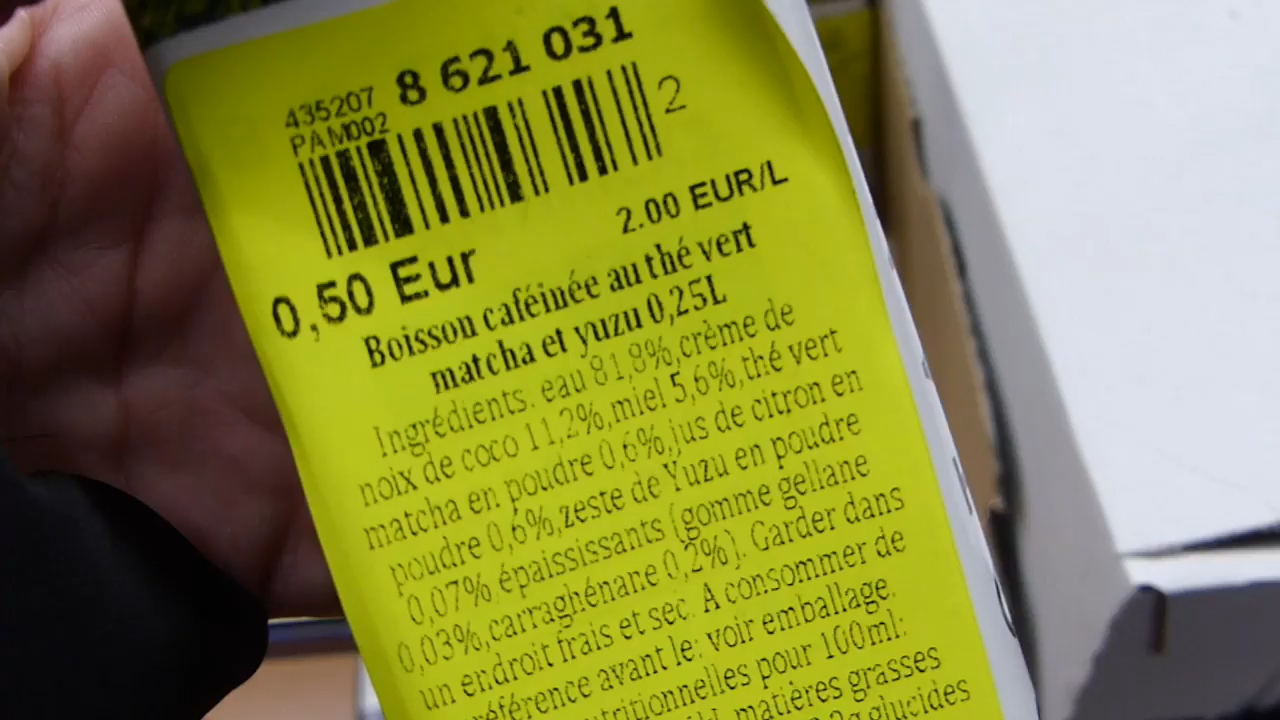 435207 8 621 031
PAM002
2
2.00 EUR/L
0,50 Eur
Boisson caféinée au thé vert
matcha et yuzu 0,25L
Ingrédients. eau 81,8%,crème de
noix de coco 11,2%,miel 5,6%,thé vert
matcha en poudre 0,6%,jus de citron en
poudre 0,6%,zeste de Yuzu en poudre
0,07%,épaississants (gomme gellane
0,03%,carraghénane 0,2%). Garder dans
un endroit frais et sec. A consommer de
avant le: voir emballage.
pour 100ml:
matières grasses
glucides